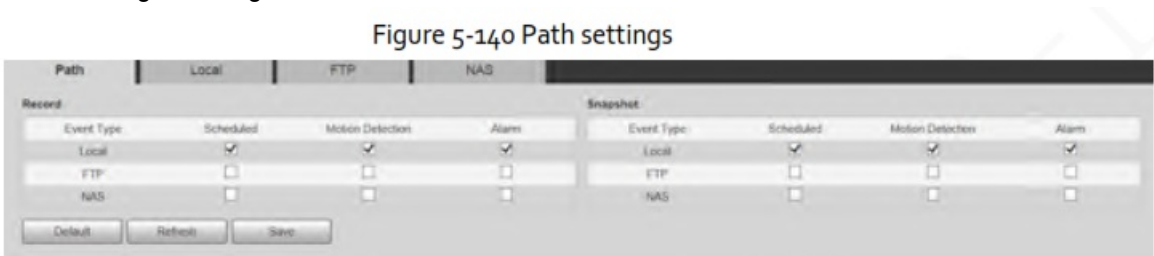 Figure 5-140 Path settings
Path Local FTP NAS
Record Snapshot
Event Type Scheduled Motion Detection Alarm Event Type Scheduled Motion Detection Alarm
Local Local
FTP FTP
NAS NAS
Default Refresh Save